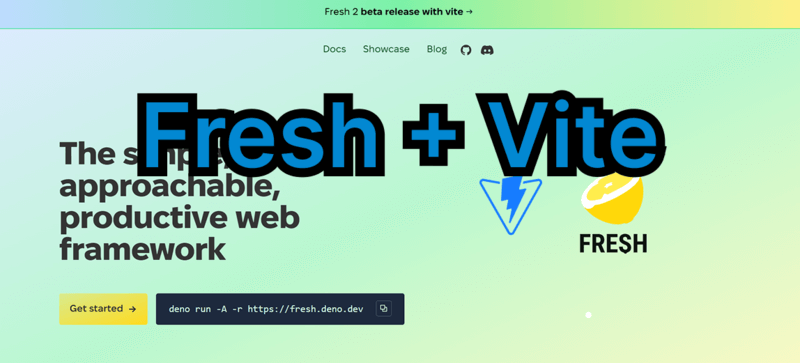 Fresh 2 beta release with vite →
Docs Showcase Blog
Fresh + Vite
The simple,
approachable,
productive web
framework
FRESH
Get started →
deno run -A -r https://fresh.deno.dev